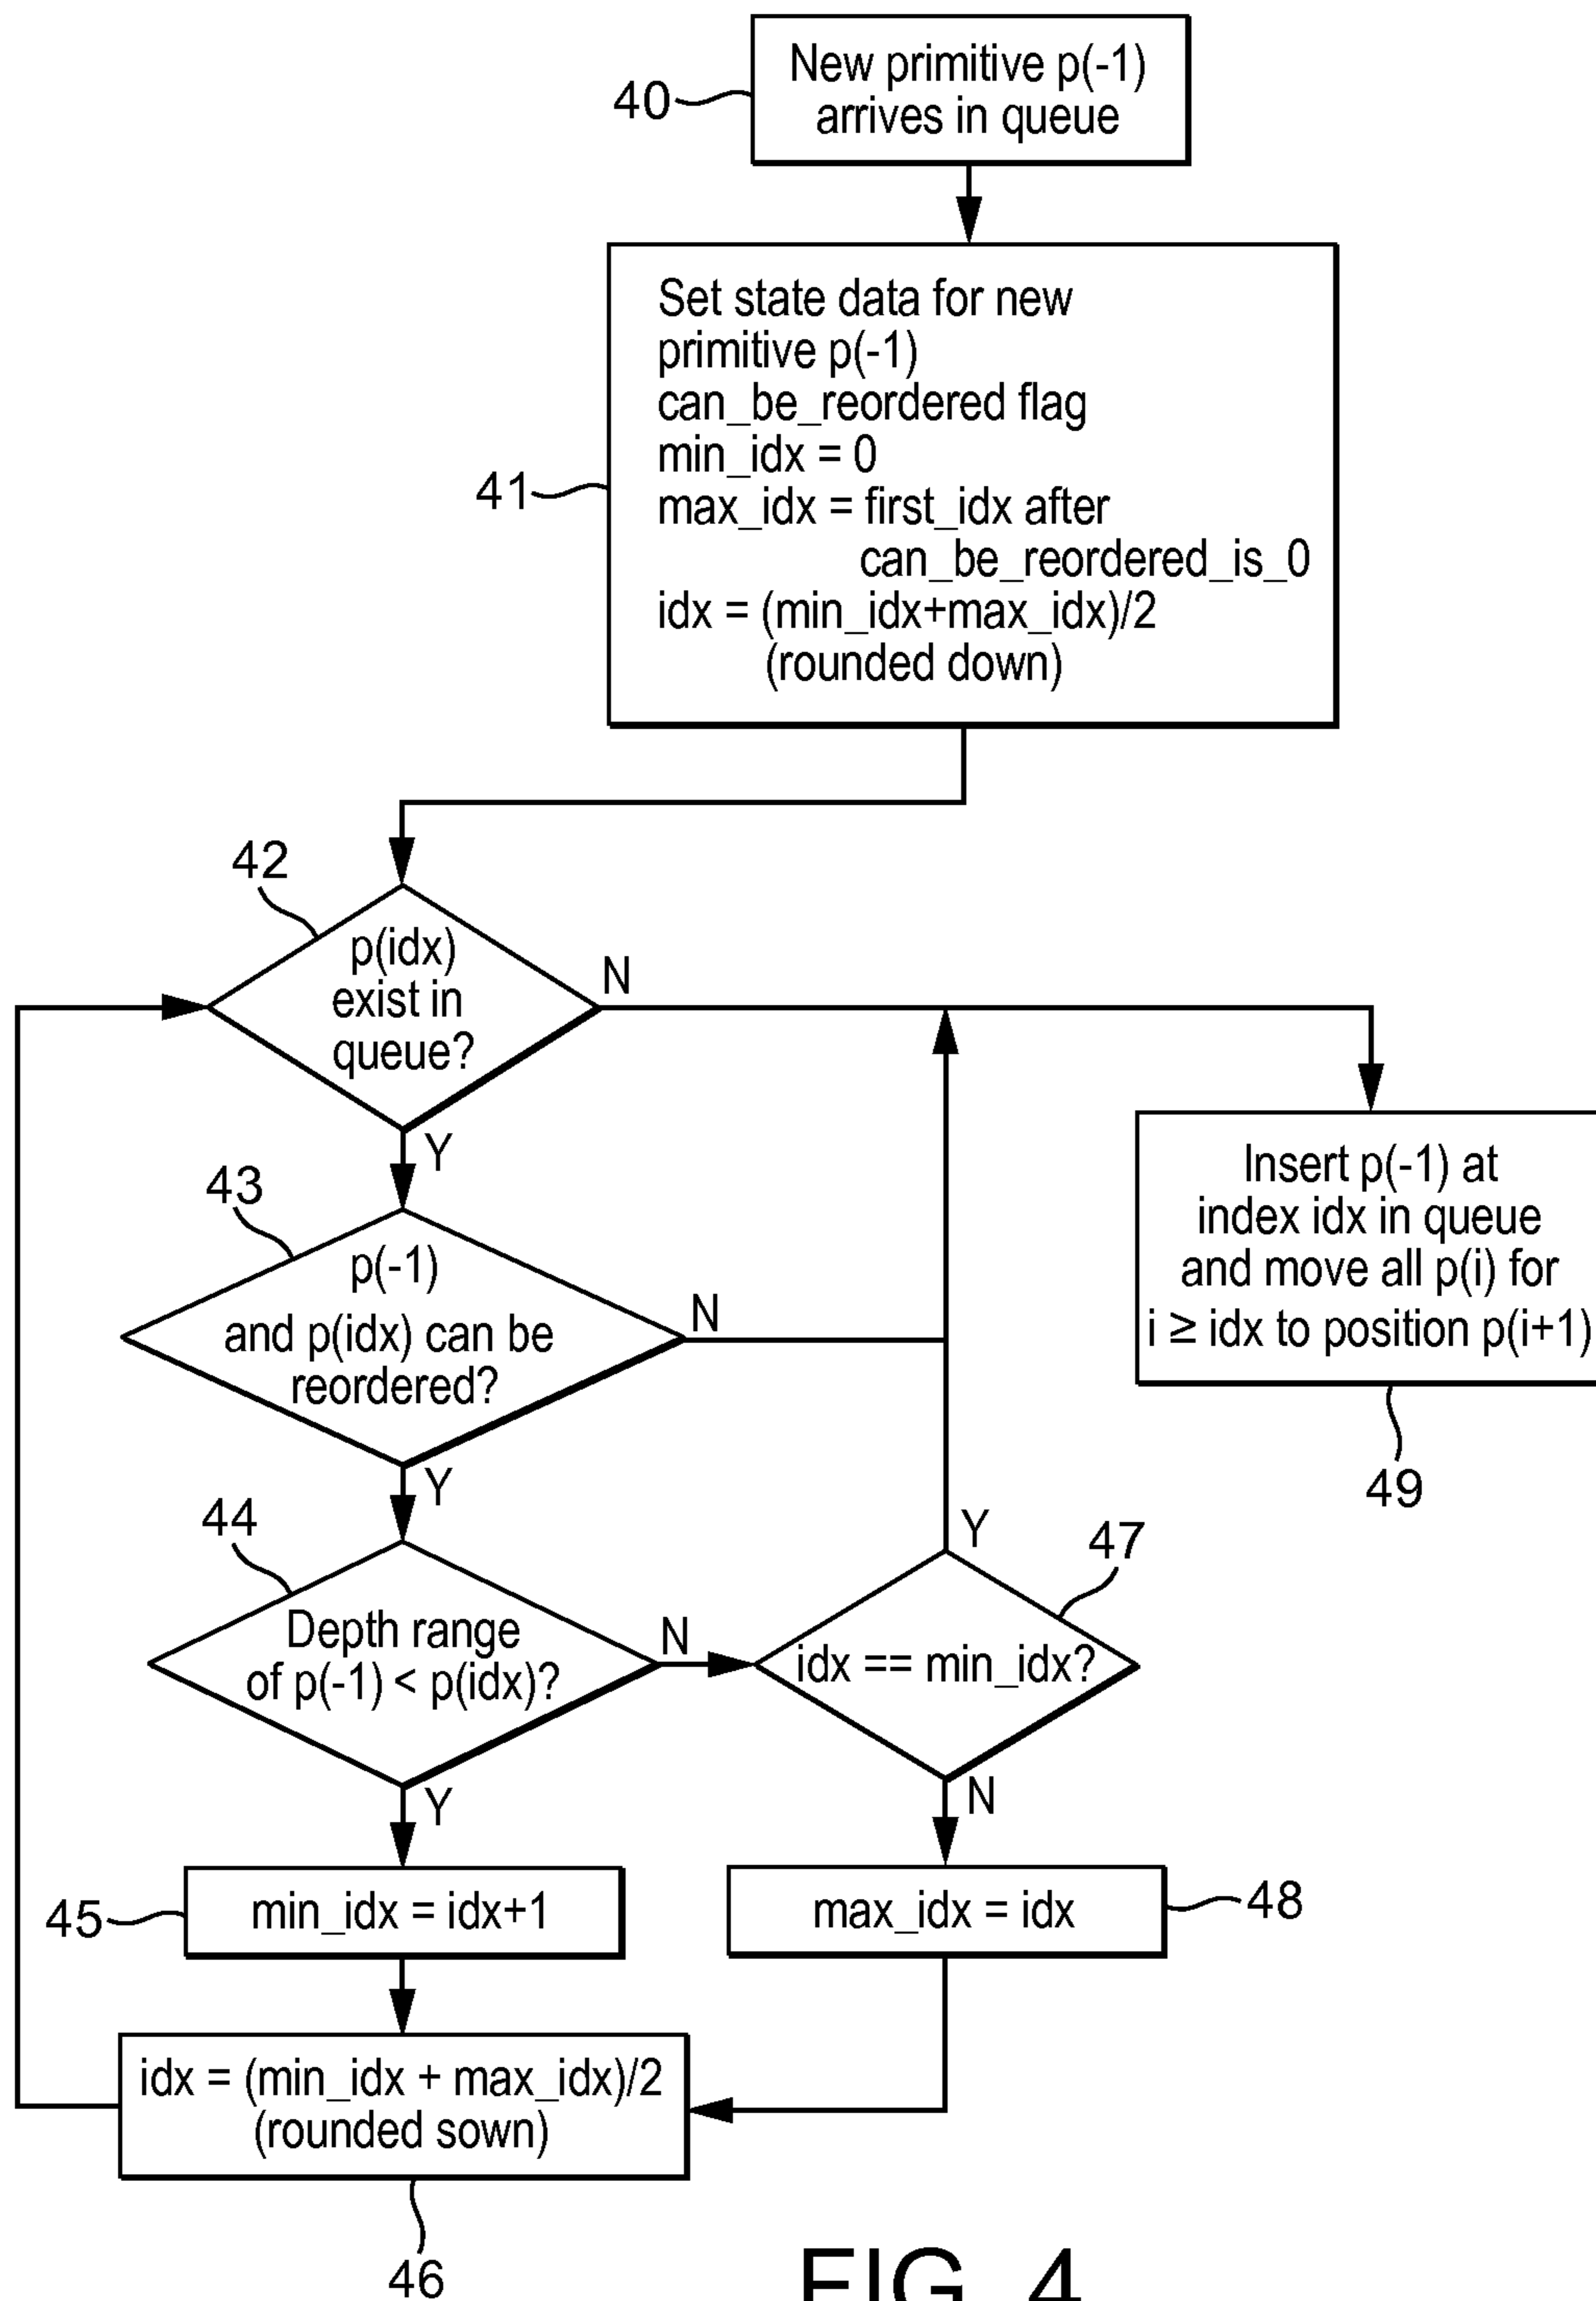 New primitive p(-1)
arrives in queue
40
Set state data for new
primitive p(-1)
can_be_reordered flag
min_idx = 0
max_idx = first_idx after
can_be_reordered_is_0
idx = (min_idx+max_idx)/2
(rounded down)
41
42
p(idx)
exist in
queue?
N
Y
43
p(-1)
and p(idx) can be
reordered?
N
Y
Insert p(-1) at
index idx in queue
and move all p(i) for
i ≥ idx to position p(i+1)
49
44
Depth range
of p(-1) < p(idx)?
N
Y
47
idx == min_idx?
Y
N
45
min_idx = idx+1
max_idx = idx
48
idx = (min_idx + max_idx)/2
(rounded sown)
46
FIG. 4